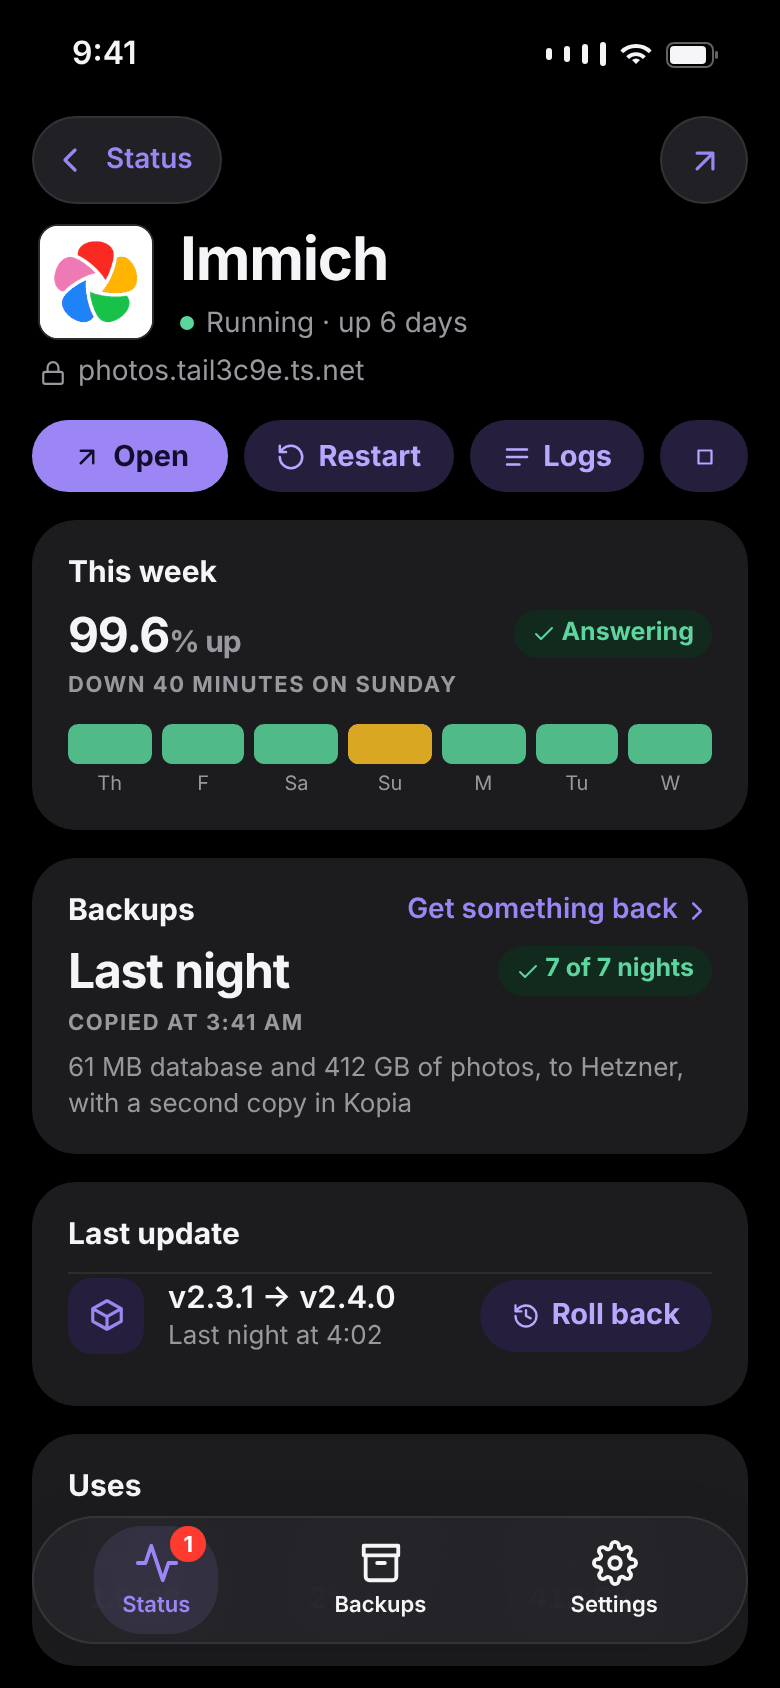 9:41
Status
Immich
Running · up 6 days
photos.tail3c9e.ts.net
Open
Restart
Logs
This week
99.6% up
Answering
DOWN 40 MINUTES ON SUNDAY
Th F Sa Su M Tu W
Backups
Get something back
Last night
7 of 7 nights
COPIED AT 3:41 AM
61 MB database and 412 GB of photos, to Hetzner,
with a second copy in Kopia
Last update
v2.3.1 → v2.4.0
Last night at 4:02
Roll back
Uses
1
Status
Backups
Settings